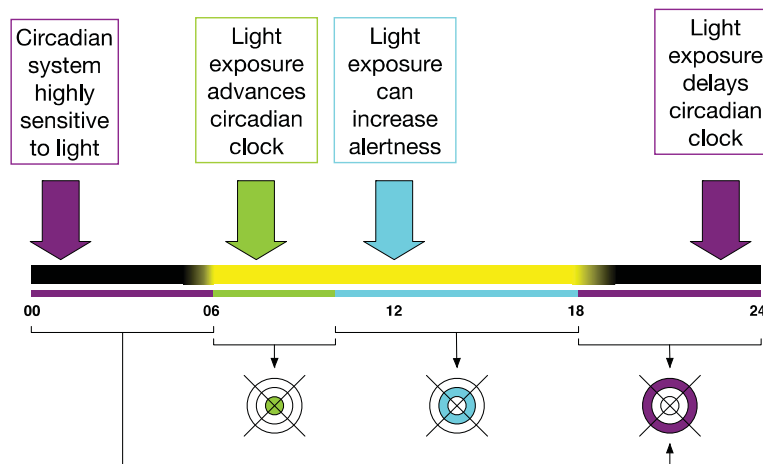 Circadian
system
highly
sensitive
to light
Light
exposure
advances
circadian
clock
Light
exposure
can
increase
alertness
Light
exposure
delays
circadian
clock
00 06 12 18 24